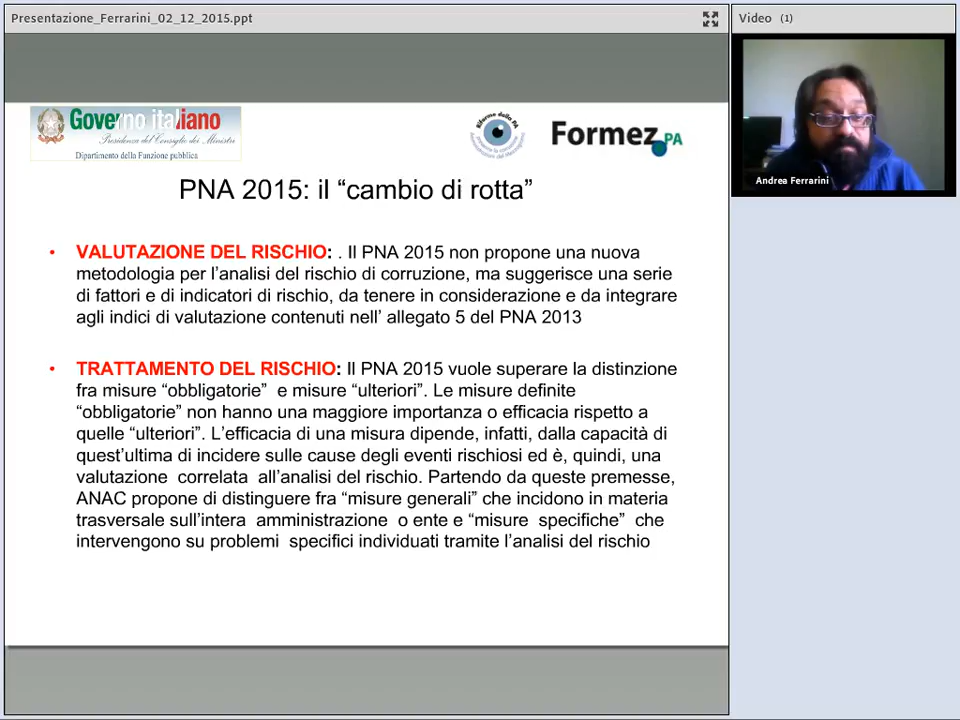 Presentazione_Ferrarini_02_12_2015.ppt
Video (1)
Governo italiano
Presidenza del Consiglio dei Ministri
Dipartimento della Funzione pubblica
Riforme della PA
Formez PA
Andrea Ferrarini
PNA 2015: il “cambio di rotta”
• VALUTAZIONE DEL RISCHIO: . Il PNA 2015 non propone una nuova
metodologia per l’analisi del rischio di corruzione, ma suggerisce una serie
di fattori e di indicatori di rischio, da tenere in considerazione e da integrare
agli indici di valutazione contenuti nell’ allegato 5 del PNA 2013
• TRATTAMENTO DEL RISCHIO: Il PNA 2015 vuole superare la distinzione
fra misure “obbligatorie” e misure “ulteriori”. Le misure definite
“obbligatorie” non hanno una maggiore importanza o efficacia rispetto a
quelle “ulteriori”. L’efficacia di una misura dipende, infatti, dalla capacità di
quest’ultima di incidere sulle cause degli eventi rischiosi ed è, quindi, una
valutazione correlata all’analisi del rischio. Partendo da queste premesse,
ANAC propone di distinguere fra “misure generali” che incidono in materia
trasversale sull’intera amministrazione o ente e “misure specifiche” che
intervengono su problemi specifici individuati tramite l’analisi del rischio